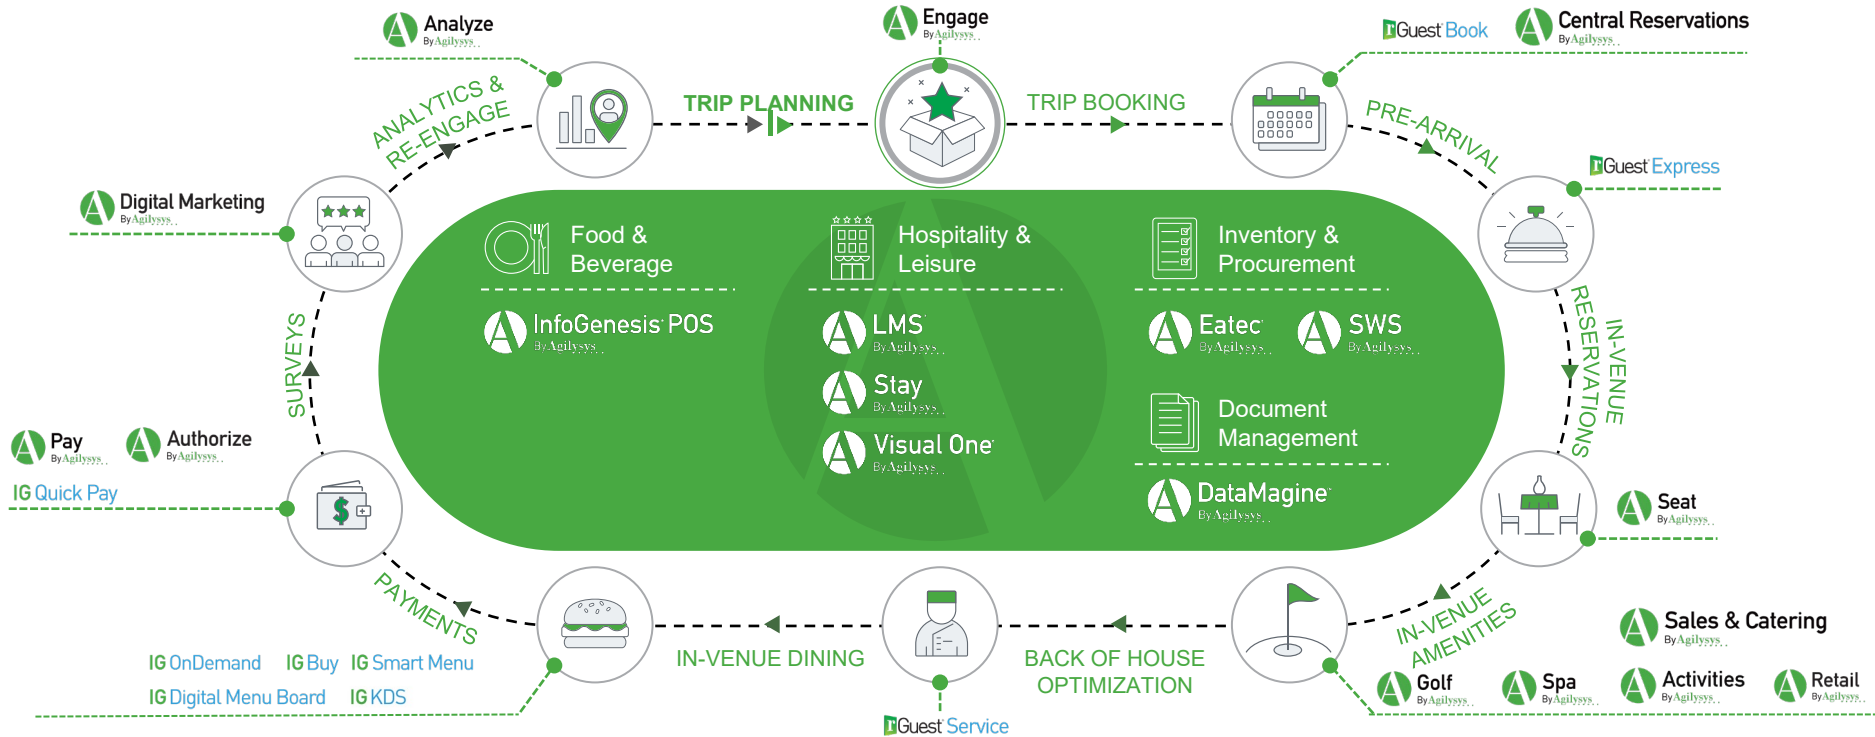 Analyze
By Agilysys
Engage
By Agilysys
rGuest Book
Central Reservations
By Agilysys
ANALYTICS &
RE-ENGAGE
TRIP PLANNING
TRIP BOOKING
PRE-ARRIVAL
rGuest Express
Digital Marketing
By Agilysys
Food &
Beverage
Hospitality &
Leisure
Inventory &
Procurement
InfoGenesis POS
By Agilysys
LMS
By Agilysys
Eatec
By Agilysys
SWS
By Agilysys
Stay
By Agilysys
Visual One
By Agilysys
Document
Management
DataMagine
By Agilysys
SURVEYS
IN-VENUE
RESERVATIONS
Pay
By Agilysys
Authorize
By Agilysys
IG Quick Pay
$
Seat
By Agilysys
PAYMENTS
IN-VENUE
AMENITIES
Sales & Catering
By Agilysys
IN-VENUE DINING
BACK OF HOUSE
OPTIMIZATION
IG OnDemand
IG Buy
IG Smart Menu
IG Digital Menu Board
IG KDS
Golf
By Agilysys
Spa
By Agilysys
Activities
By Agilysys
Retail
By Agilysys
rGuest Service